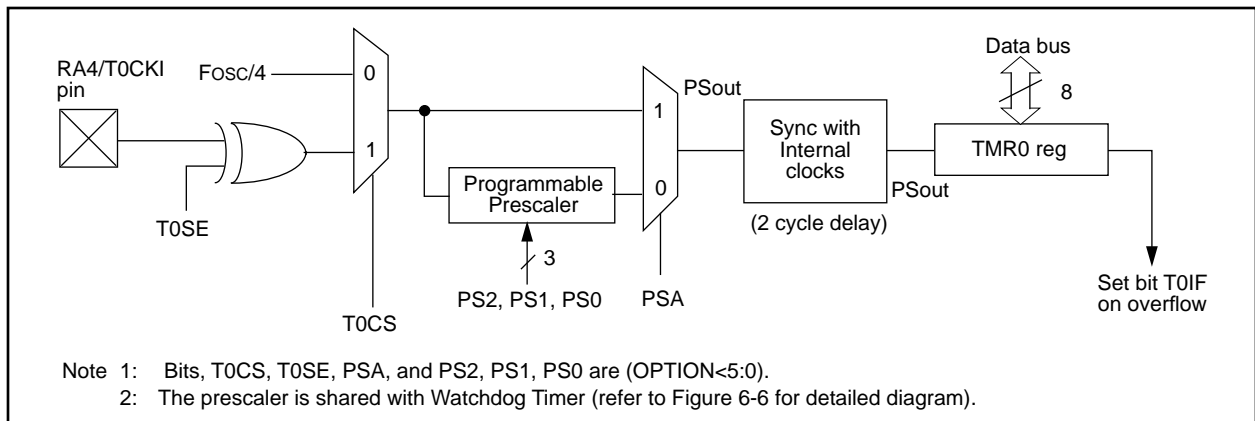 Data bus
RA4/T0CKI
pin
FOSC/4
0
8
PSout
1
1
Sync with
Internal
clocks
TMR0 reg
Programmable
Prescaler
0
PSout
T0SE
(2 cycle delay)
3
PS2, PS1, PS0
PSA
Set bit T0IF
on overflow
T0CS
Note 1: Bits, T0CS, T0SE, PSA, and PS2, PS1, PS0 are (OPTION<5:0).
2: The prescaler is shared with Watchdog Timer (refer to Figure 6-6 for detailed diagram).